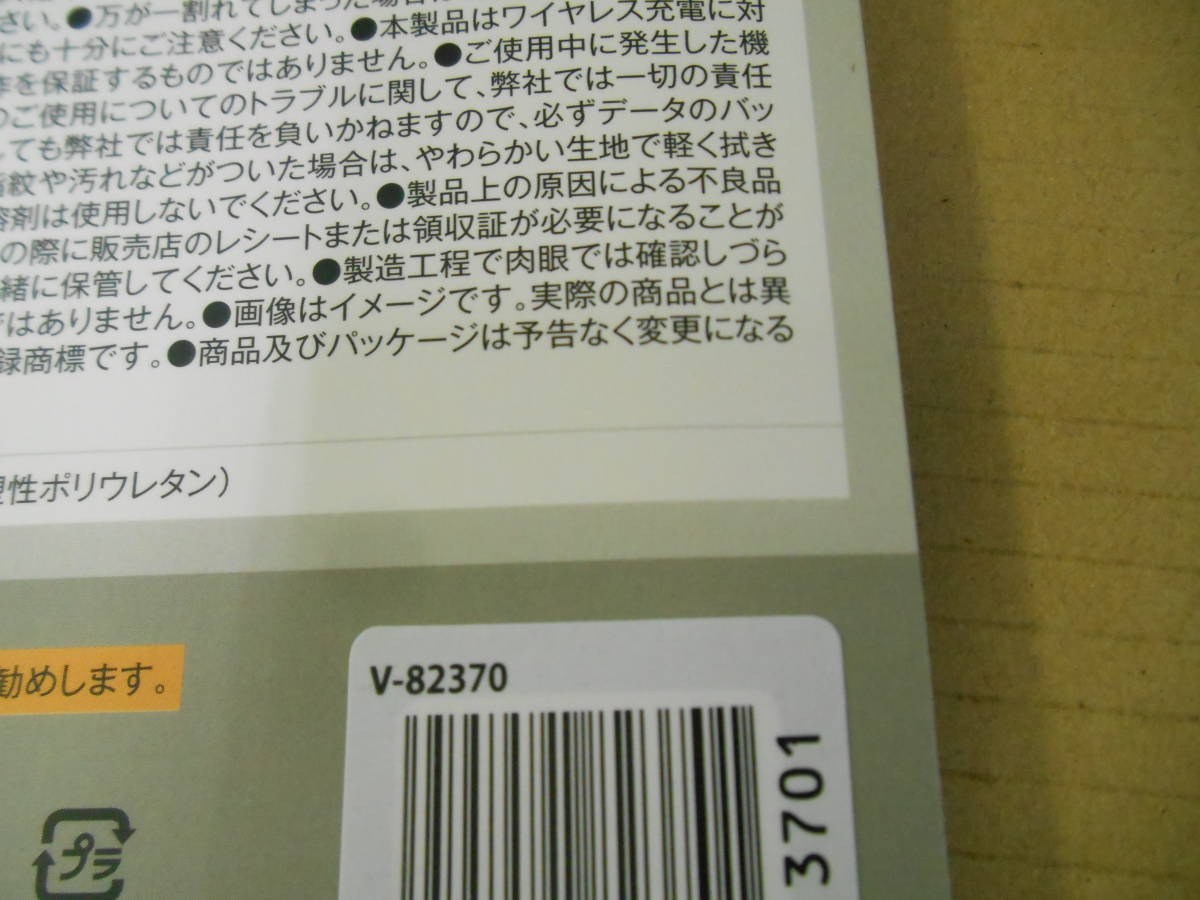 さい。●万が一割れてしまった場合は
にも十分にご注意ください。●本製品はワイヤレス充電に対
を保証するものではありません。●ご使用中に発生した機
のご使用についてのトラブルに関して、弊社では一切の責任
しても弊社では責任を負いかねますので、必ずデータのバッ
指紋や汚れなどがついた場合は、やわらかい生地で軽く拭き
溶剤は使用しないでください。●製品上の原因による不良品
の際に販売店のレシートまたは領収証が必要になることが
緒に保管してください。●製造工程で肉眼では確認しづら
ではありません。●画像はイメージです。実際の商品とは異
録商標です。●商品及びパッケージは予告なく変更になる
塑性ポリウレタン）
勧めします。
V-82370
3701
プラ